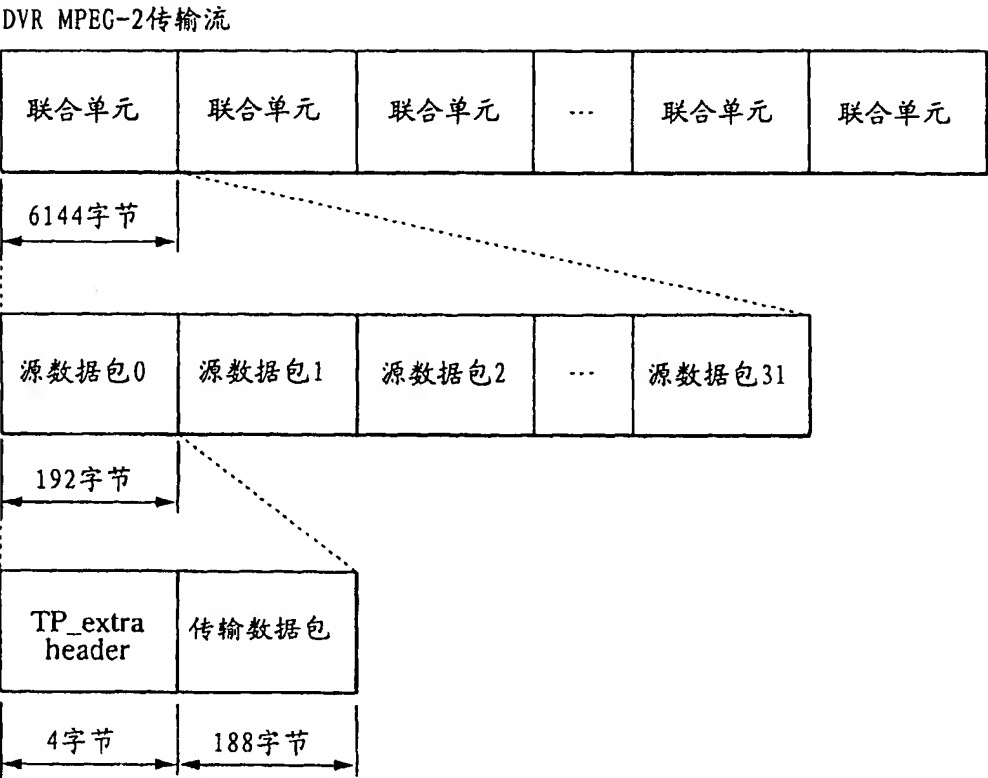 DVR MPEG-2传输流
联合单元 联合单元 联合单元 ... 联合单元 联合单元
6144字节
源数据包0 源数据包1 源数据包2 ... 源数据包31
192字节
TP_extra
header
传输数据包
4字节 188字节